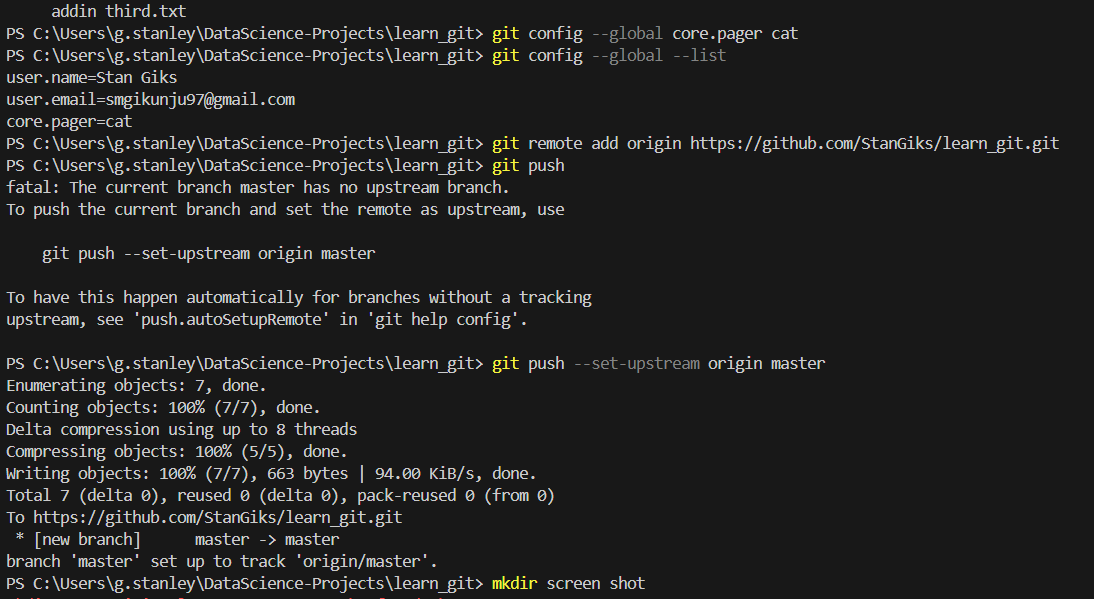 addin third.txt
PS C:\Users\g.stanley\DataScience-Projects\learn_git> git config --global core.pager cat
PS C:\Users\g.stanley\DataScience-Projects\learn_git> git config --global --list
user.name=Stan Giks
user.email=smgikunju97@gmail.com
core.pager=cat
PS C:\Users\g.stanley\DataScience-Projects\learn_git> git remote add origin https://github.com/StanGiks/learn_git.git
PS C:\Users\g.stanley\DataScience-Projects\learn_git> git push
fatal: The current branch master has no upstream branch.
To push the current branch and set the remote as upstream, use
git push --set-upstream origin master
To have this happen automatically for branches without a tracking
upstream, see 'push.autoSetupRemote' in 'git help config'.
PS C:\Users\g.stanley\DataScience-Projects\learn_git> git push --set-upstream origin master
Enumerating objects: 7, done.
Counting objects: 100% (7/7), done.
Delta compression using up to 8 threads
Compressing objects: 100% (5/5), done.
Writing objects: 100% (7/7), 663 bytes | 94.00 KiB/s, done.
Total 7 (delta 0), reused 0 (delta 0), pack-reused 0 (from 0)
To https://github.com/StanGiks/learn_git.git
* [new branch]      master -> master
branch 'master' set up to track 'origin/master'.
PS C:\Users\g.stanley\DataScience-Projects\learn_git> mkdir screen shot